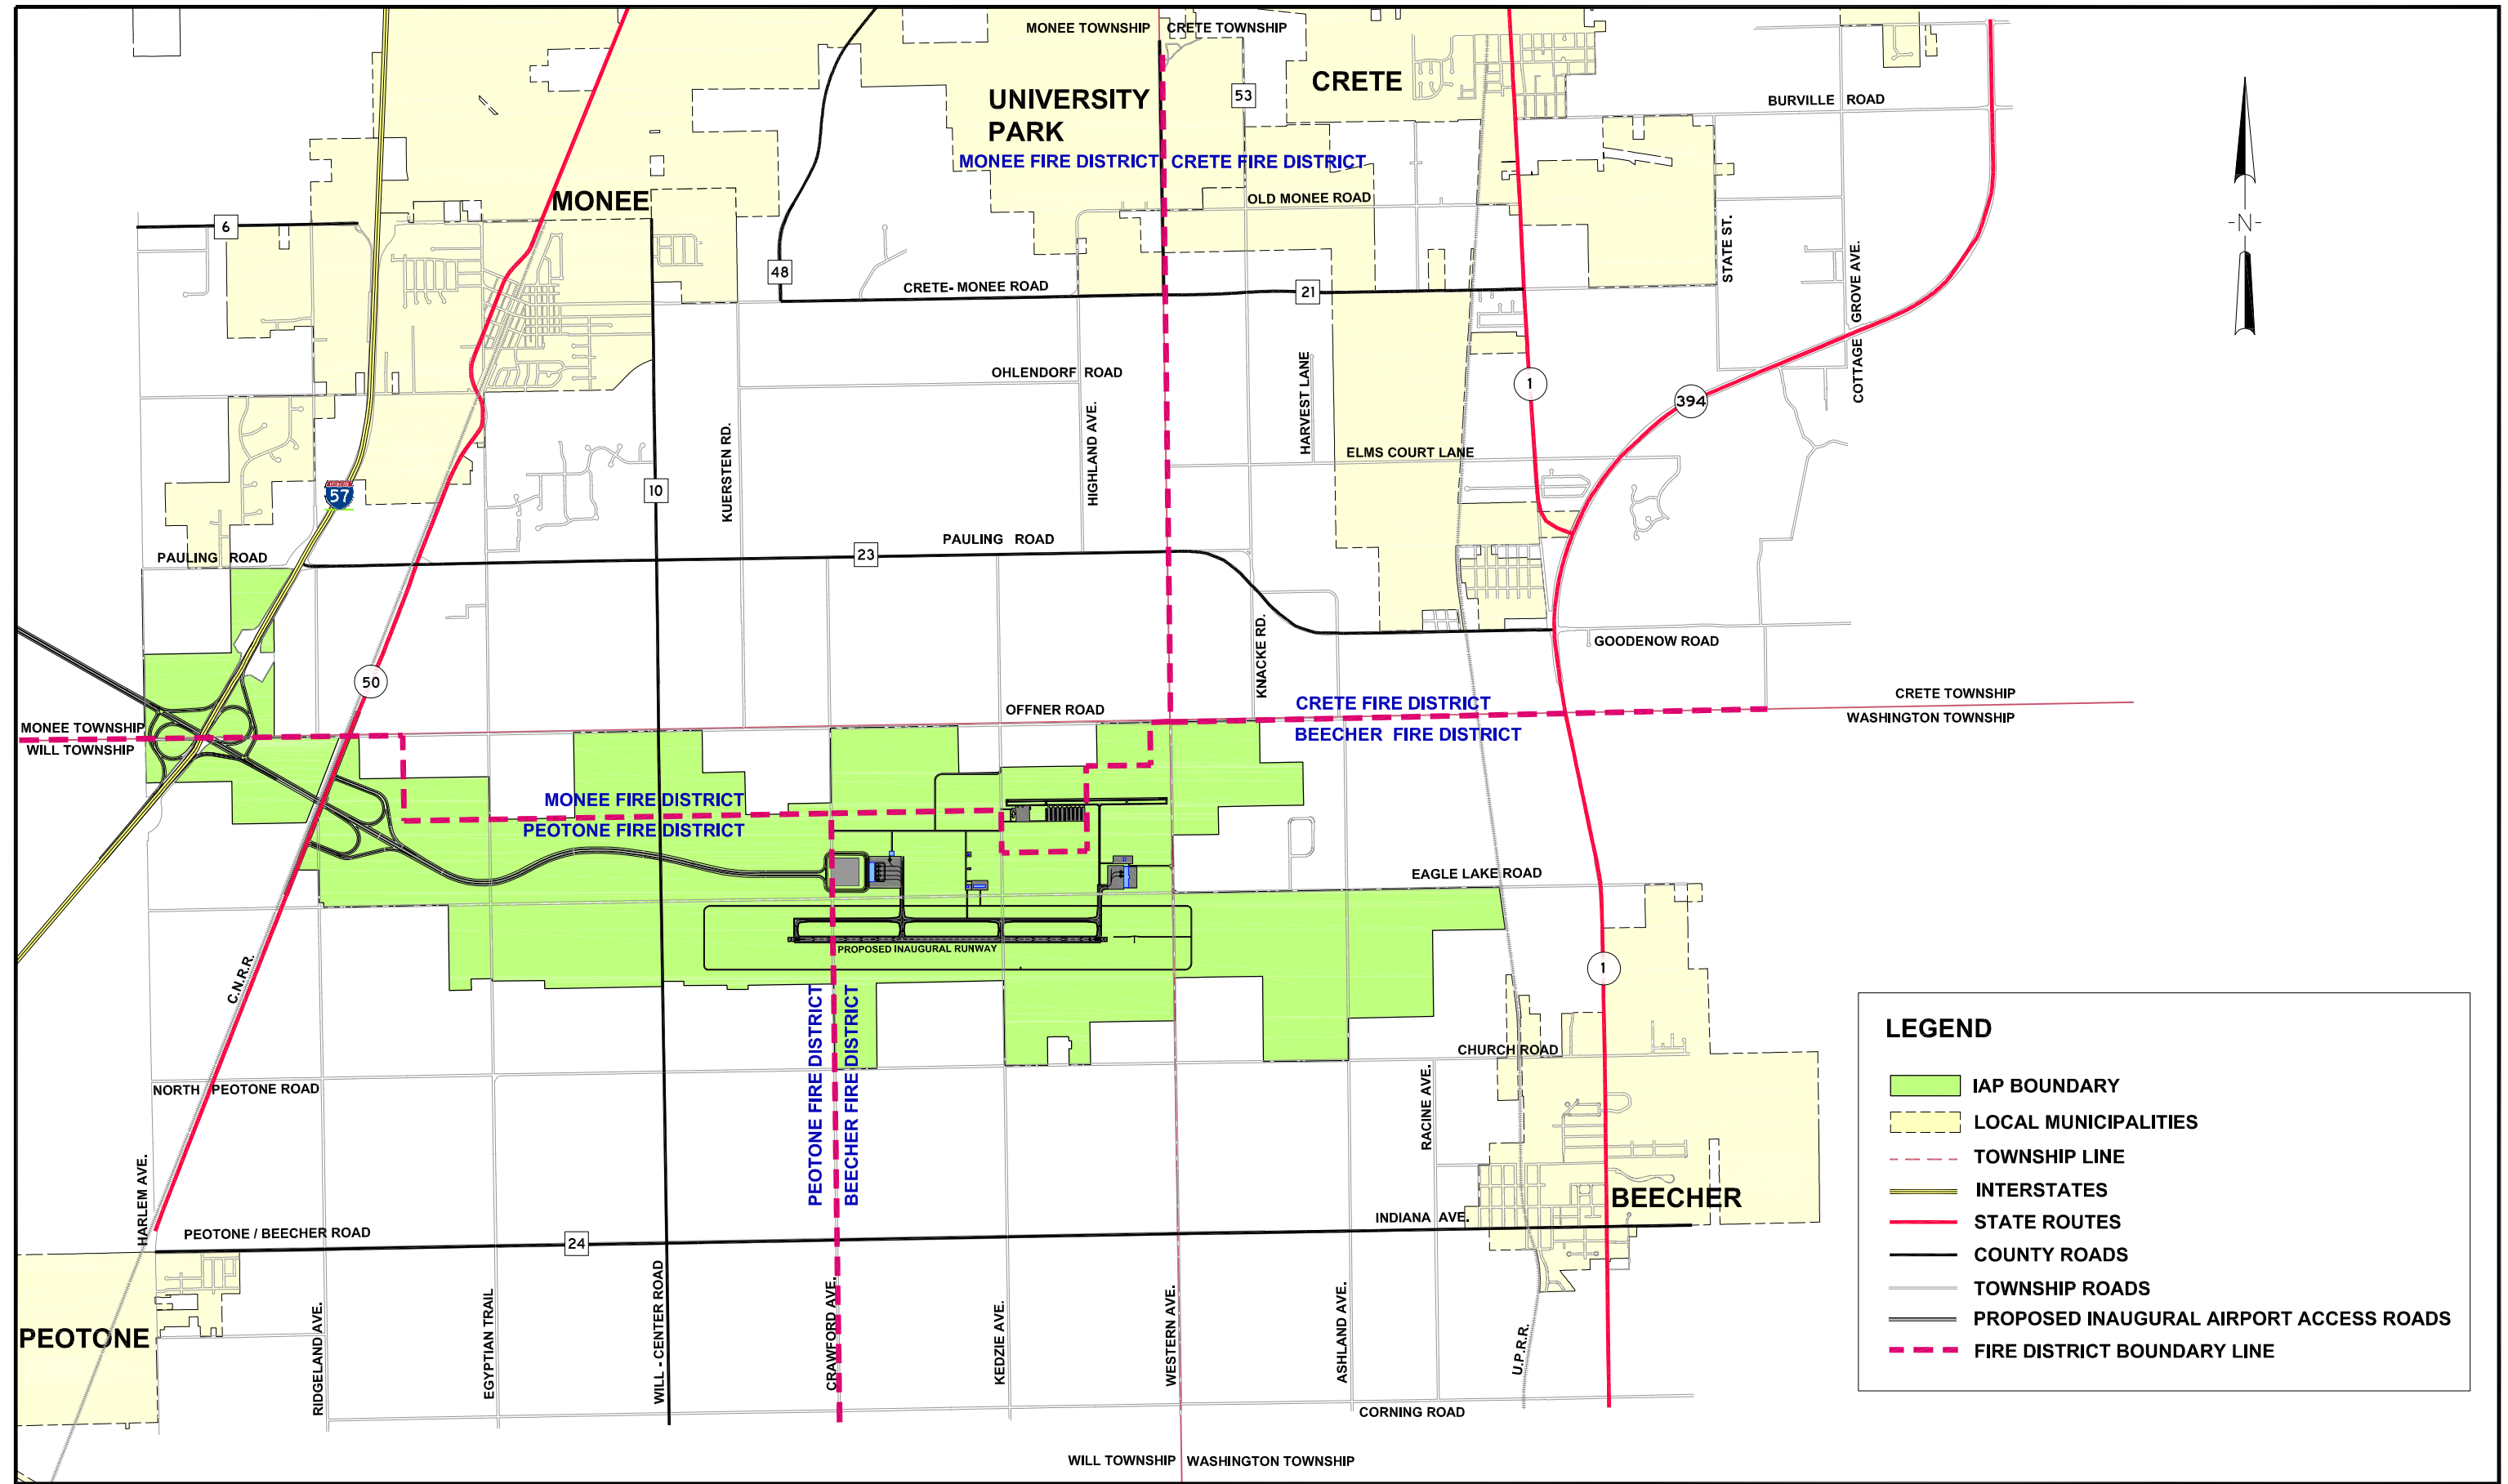 MONEE TOWNSHIP
CRETE TOWNSHIP
UNIVERSITY
PARK
CRETE
53
BURVILLE ROAD
MONEE FIRE DISTRICT
CRETE FIRE DISTRICT
MONEE
OLD MONEE ROAD
6
48
STATE ST.
COTTAGE GROVE AVE.
-N-
CRETE- MONEE ROAD
21
OHLENDORF ROAD
HARVEST LANE
1
394
KUERSTEN RD.
HIGHLAND AVE.
ELMS COURT LANE
57
10
PAULING ROAD
23
PAULING ROAD
KNACKE RD.
GOODENOW ROAD
50
OFFNER ROAD
CRETE FIRE DISTRICT
BEECHER FIRE DISTRICT
CRETE TOWNSHIP
WASHINGTON TOWNSHIP
MONEE TOWNSHIP
WILL TOWNSHIP
MONEE FIRE DISTRICT
PEOTONE FIRE DISTRICT
EAGLE LAKE ROAD
PROPOSED INAUGURAL RUNWAY
C.N.R.R.
1
PEOTONE FIRE DISTRICT
BEECHER FIRE DISTRICT
CHURCH ROAD
NORTH PEOTONE ROAD
RACINE AVE.
HARLEM AVE.
BEECHER
INDIANA AVE.
PEOTONE / BEECHER ROAD
24
PEOTONE
RIDGELAND AVE.
EGYPTIAN TRAIL
WILL - CENTER ROAD
CRAWFORD AVE.
KEDZIE AVE.
WESTERN AVE.
ASHLAND AVE.
U.P.R.R.
CORNING ROAD
WILL TOWNSHIP
WASHINGTON TOWNSHIP
LEGEND
IAP BOUNDARY
LOCAL MUNICIPALITIES
TOWNSHIP LINE
INTERSTATES
STATE ROUTES
COUNTY ROADS
TOWNSHIP ROADS
PROPOSED INAUGURAL AIRPORT ACCESS ROADS
FIRE DISTRICT BOUNDARY LINE